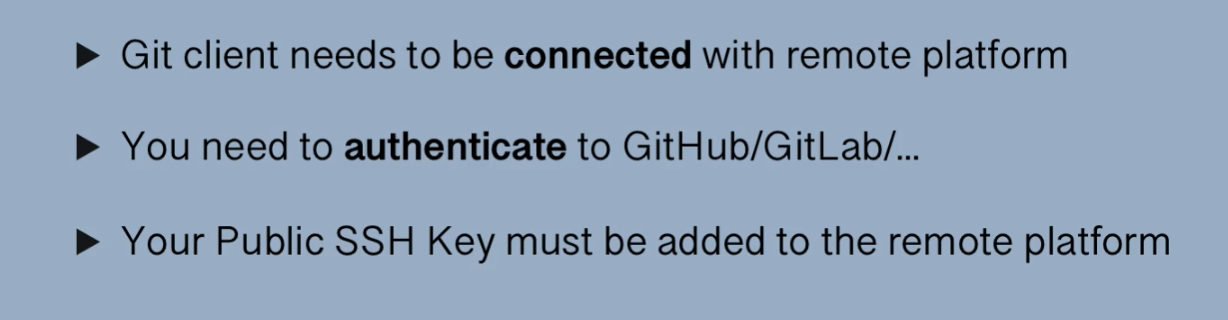 ▶ Git client needs to be connected with remote platform
▶ You need to authenticate to GitHub/GitLab/...
▶ Your Public SSH Key must be added to the remote platform